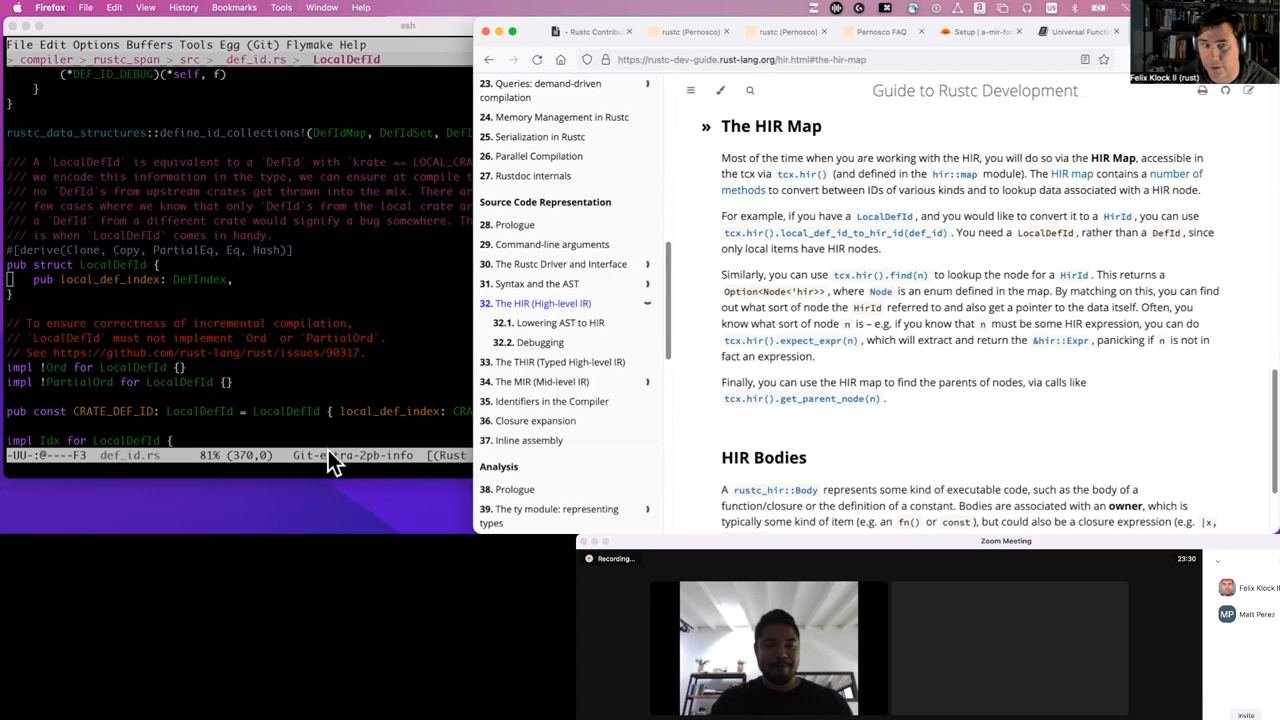 Firefox File Edit View History Bookmarks Tools Window Help
ssh
File Edit Options Buffers Tools Egg (Git) Flymake Help
> compiler > rustc_span > src > def_id.rs > LocalDefId
(*DEF_ID_DEBUG)(*self, f)
}
}
rustc_data_structures::define_id_collections!(DefIdMap, DefIdSet, DefI
/// A `LocalDefId` is equivalent to a `DefId` with `krate == LOCAL_CRA
/// we encode this information in the type, we can ensure at compile t
/// no `DefId`s from upstream crates get thrown into the mix. There ar
/// few cases where we know that only `DefId`s from the local crate ar
/// a `DefId` from a different crate would signify a bug somewhere. Th
/// is when `LocalDefId` comes in handy.
#[derive(Clone, Copy, PartialEq, Eq, Hash)]
pub struct LocalDefId {
pub local_def_index: DefIndex,
}
// To ensure correctness of incremental compilation,
// `LocalDefId` must not implement `Ord` or `PartialOrd`.
// See https://github.com/rust-lang/rust/issues/90317.
impl !Ord for LocalDefId {}
impl !PartialOrd for LocalDefId {}
pub const CRATE_DEF_ID: LocalDefId = LocalDefId { local_def_index: CRA
impl Idx for LocalDefId {
-UU-:@----F3 def_id.rs 81% (370,0) Git-extra-2pb-info [(Rust
· Rustc Contribu rustc (Pernosco) rustc (Pernosco) Pernosco FAQ Setup | a-mir-for Universal Functi
https://rustc-dev-guide.rust-lang.org/hir.html#the-hir-map
Felix Klock II (rust)
23. Queries: demand-driven
compilation
24. Memory Management in Rustc
25. Serialization in Rustc
26. Parallel Compilation
27. Rustdoc internals
Source Code Representation
28. Prologue
29. Command-line arguments
30. The Rustc Driver and Interface
31. Syntax and the AST
32. The HIR (High-level IR)
32.1. Lowering AST to HIR
32.2. Debugging
33. The THIR (Typed High-level IR)
34. The MIR (Mid-level IR)
35. Identifiers in the Compiler
36. Closure expansion
37. Inline assembly
Analysis
38. Prologue
39. The ty module: representing
types
Guide to Rustc Development
» The HIR Map
Most of the time when you are working with the HIR, you will do so via the HIR Map, accessible in
the tcx via tcx.hir() (and defined in the hir::map module). The HIR map contains a number of
methods to convert between IDs of various kinds and to lookup data associated with a HIR node.
For example, if you have a LocalDefId, and you would like to convert it to a HirId, you can use
tcx.hir().local_def_id_to_hir_id(def_id). You need a LocalDefId, rather than a DefId, since
only local items have HIR nodes.
Similarly, you can use tcx.hir().find(n) to lookup the node for a HirId. This returns a
Option<Node<'hir>>, where Node is an enum defined in the map. By matching on this, you can find
out what sort of node the HirId referred to and also get a pointer to the data itself. Often, you
know what sort of node n is – e.g. if you know that n must be some HIR expression, you can do
tcx.hir().expect_expr(n), which will extract and return the &hir::Expr, panicking if n is not in
fact an expression.
Finally, you can use the HIR map to find the parents of nodes, via calls like
tcx.hir().get_parent_node(n).
HIR Bodies
A rustc_hir::Body represents some kind of executable code, such as the body of a
function/closure or the definition of a constant. Bodies are associated with an owner, which is
typically some kind of item (e.g. an fn() or const), but could also be a closure expression (e.g. |x,
Zoom Meeting
Recording...
23:30
Felix Klock II
MP Matt Perez
Invite